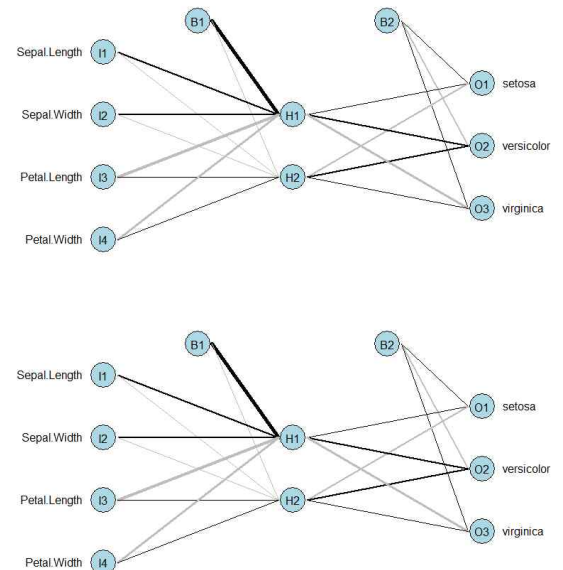 B1 B2
Sepal.Length I1
O1 setosa
Sepal.Width I2 H1
O2 versicolor
Petal.Length I3 H2
O3 virginica
Petal.Width I4
B1 B2
Sepal.Length I1
O1 setosa
Sepal.Width I2 H1
O2 versicolor
Petal.Length I3 H2
O3 virginica
Petal.Width I4